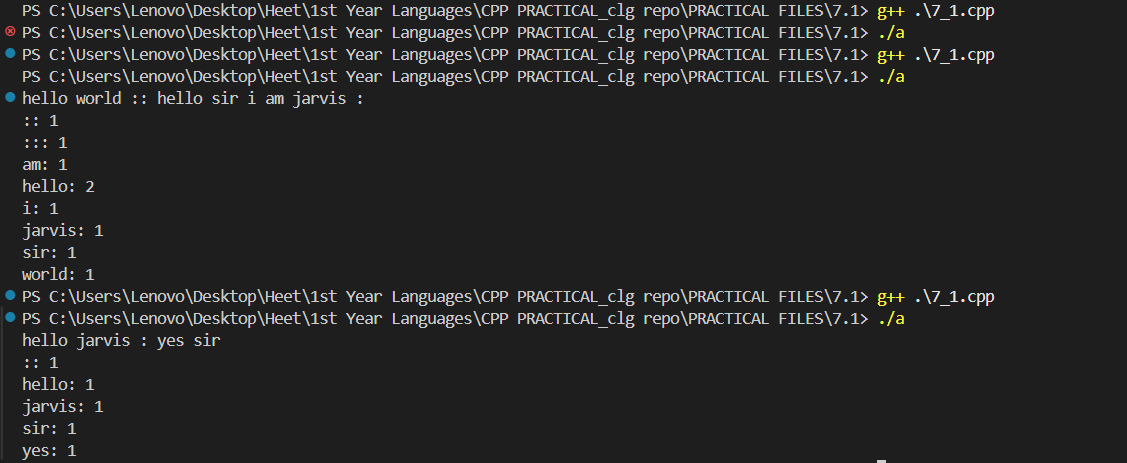 PS C:\Users\Lenovo\Desktop\Heet\1st Year Languages\CPP PRACTICAL_clg repo\PRACTICAL FILES\7.1> g++ .\7_1.cpp
PS C:\Users\Lenovo\Desktop\Heet\1st Year Languages\CPP PRACTICAL_clg repo\PRACTICAL FILES\7.1> ./a
PS C:\Users\Lenovo\Desktop\Heet\1st Year Languages\CPP PRACTICAL_clg repo\PRACTICAL FILES\7.1> g++ .\7_1.cpp
PS C:\Users\Lenovo\Desktop\Heet\1st Year Languages\CPP PRACTICAL_clg repo\PRACTICAL FILES\7.1> ./a
hello world :: hello sir i am jarvis :
:: 1
::: 1
am: 1
hello: 2
i: 1
jarvis: 1
sir: 1
world: 1
PS C:\Users\Lenovo\Desktop\Heet\1st Year Languages\CPP PRACTICAL_clg repo\PRACTICAL FILES\7.1> g++ .\7_1.cpp
PS C:\Users\Lenovo\Desktop\Heet\1st Year Languages\CPP PRACTICAL_clg repo\PRACTICAL FILES\7.1> ./a
hello jarvis : yes sir
:: 1
hello: 1
jarvis: 1
sir: 1
yes: 1